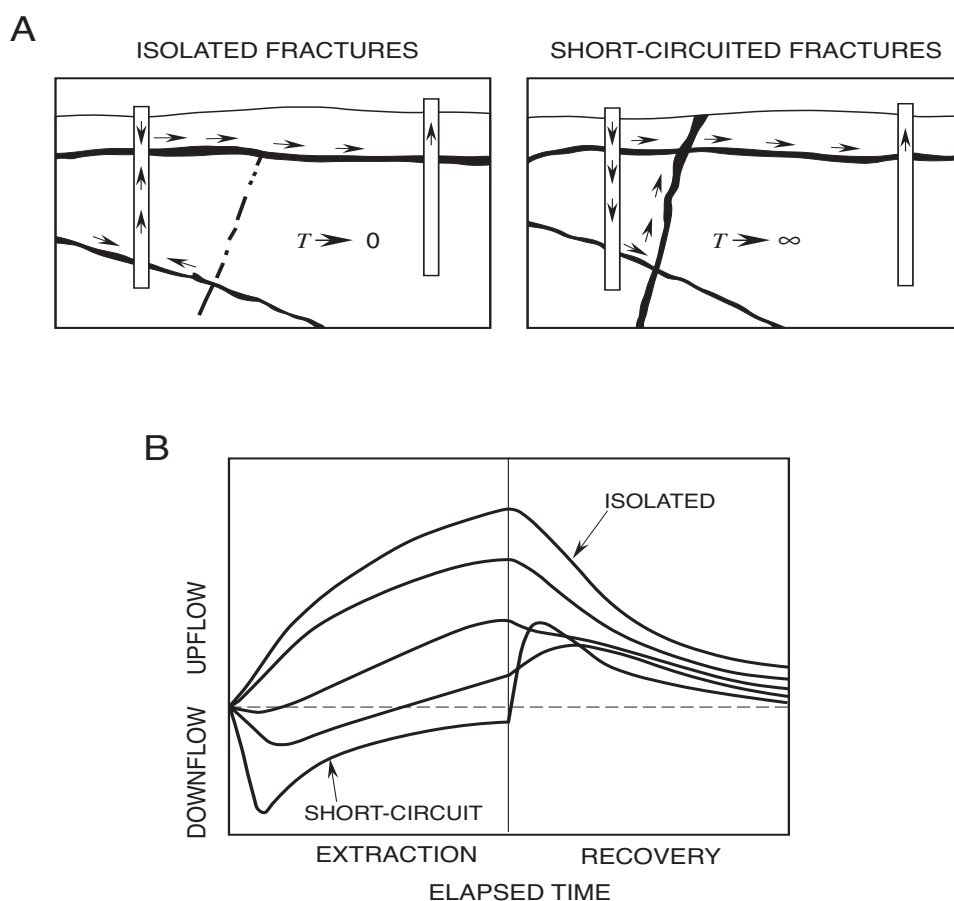 A
ISOLATED FRACTURES
SHORT-CIRCUITED FRACTURES
T → 0
T → ∞
B
UPFLOW
DOWNFLOW
ISOLATED
SHORT-CIRCUIT
EXTRACTION
RECOVERY
ELAPSED TIME